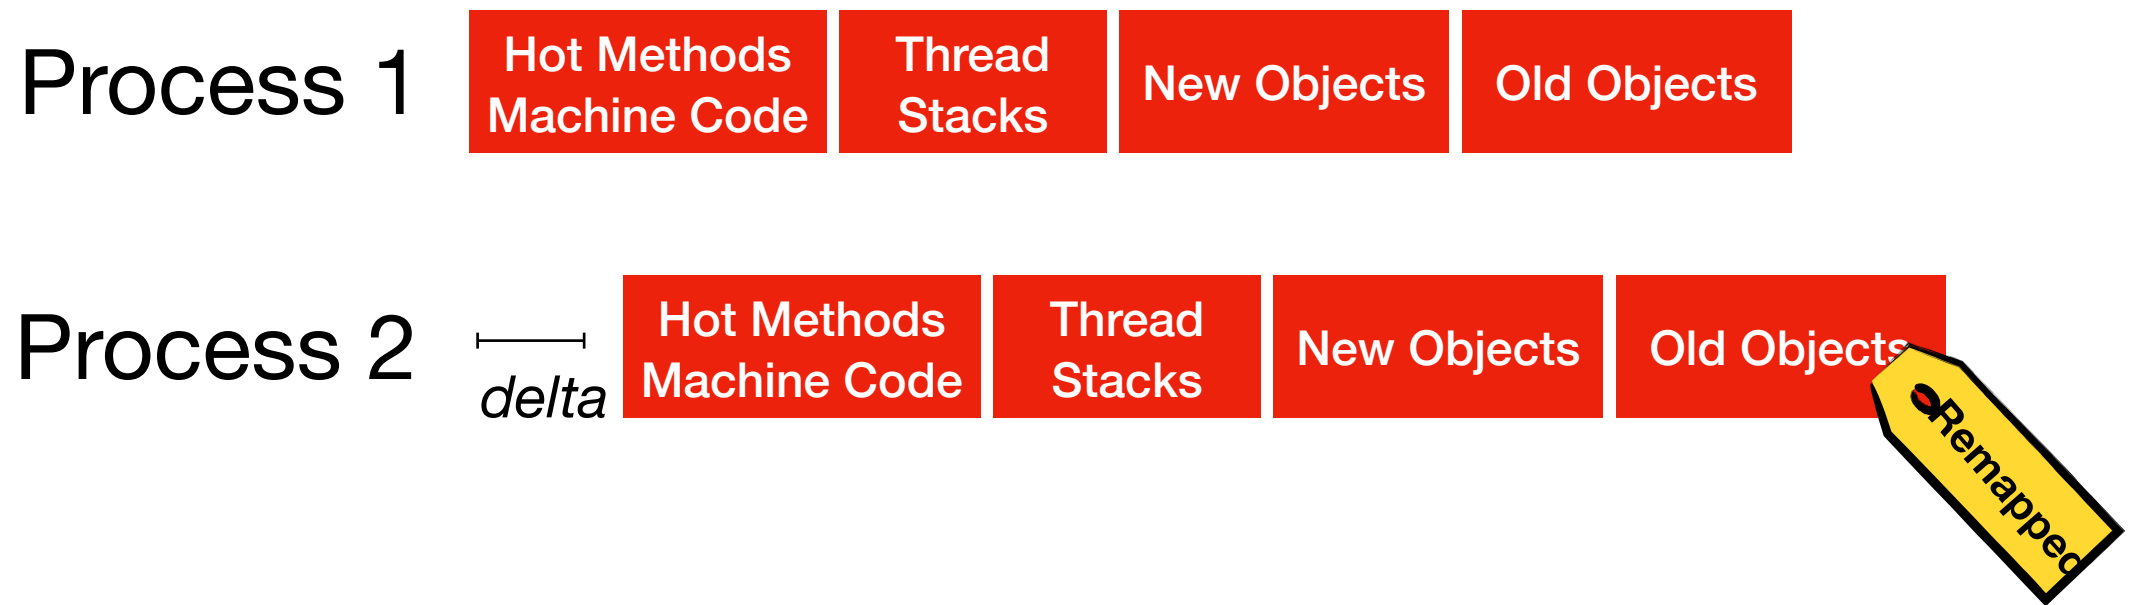 Process 1
Hot Methods
Machine Code
Thread
Stacks
New Objects
Old Objects
Process 2
delta
Hot Methods
Machine Code
Thread
Stacks
New Objects
Old Objects
Remapped